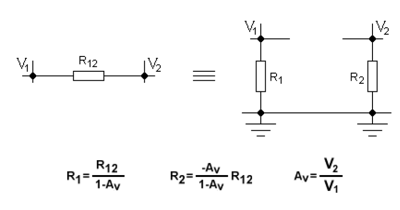 V₁ R₁₂ V₂ ≡ V₁ V₂
R₁ R₂
R₁ = R₁₂ / 1-Aᵥ R₂ = -Aᵥ / 1-Aᵥ R₁₂ Aᵥ = V₂ / V₁